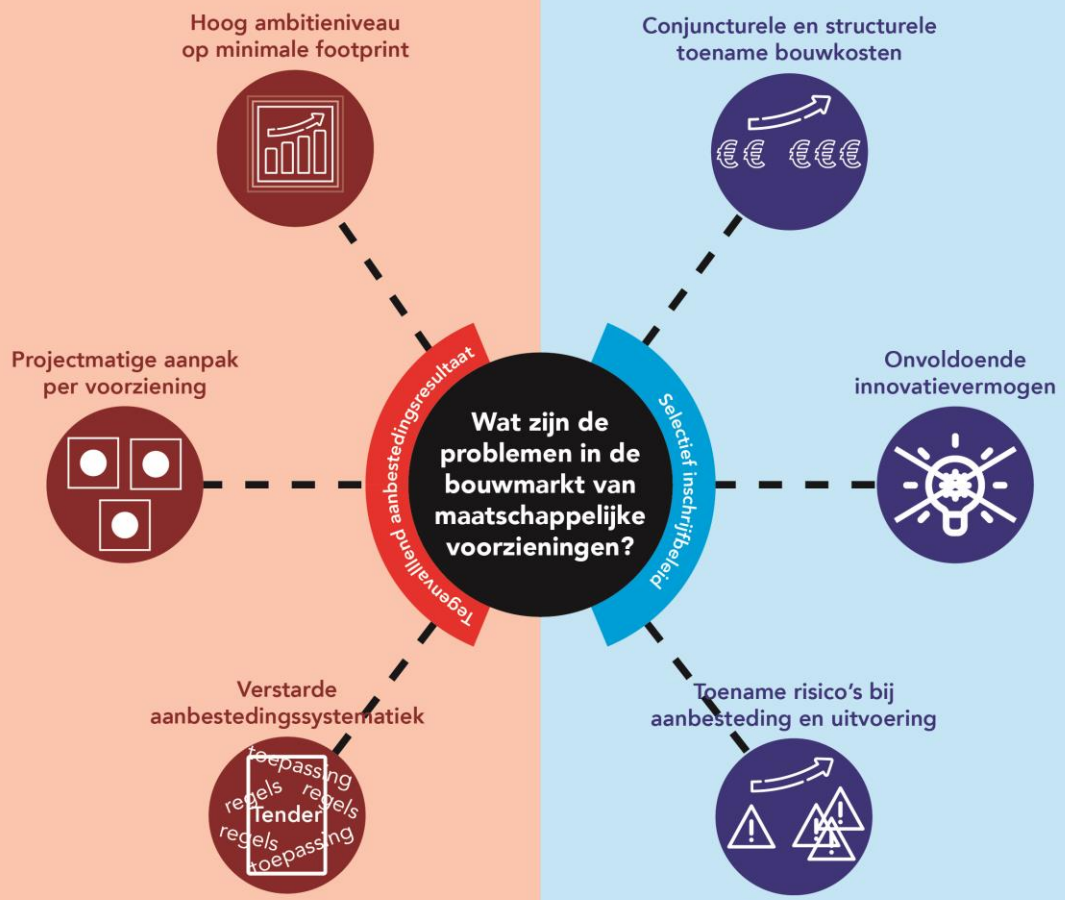 Hoog ambitieniveau
op minimale footprint
Conjuncturele en structurele
toename bouwkosten
€€ €€€
Projectmatige aanpak
per voorziening
Onvoldoende
innovatievermogen
Tegenvalllend aanbestedingsresultaat
Wat zijn de
problemen in de
bouwmarkt van
maatschappelijke
voorzieningen?
Selectief inschrijfbeleid
Verstarde
aanbestedingssystematiek
toepassing
regels
regels
Tender
regels
toepassing
Toename risico's bij
aanbesteding en uitvoering